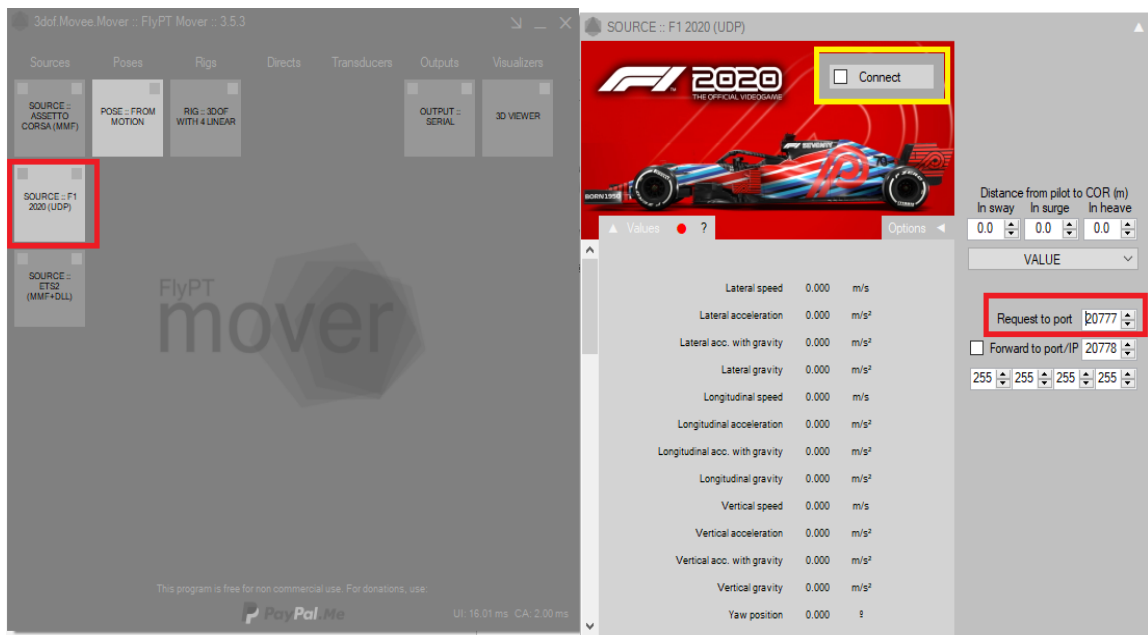 3dof.Movee.Mover :: FlyPT Mover :: 3.5.3
Sources Poses Rigs Directs Transducers Outputs Visualizers
SOURCE ::
ASSETTO
CORSA (MMF)
POSE :: FROM
MOTION
RIG :: 3DOF
WITH 4 LINEAR
OUTPUT ::
SERIAL
3D VIEWER
SOURCE :: F1
2020 (UDP)
SOURCE ::
ETS2
(MMF+DLL)
FlyPT
mover
This program is free for non commercial use. For donations, use:
PayPal.Me
UI: 16.01 ms CA: 2.00 ms
SOURCE :: F1 2020 (UDP)
F1 2020
THE OFFICIAL VIDEOGAME
Connect
BORN 1950
SEVENTY
70
Values ?
Options
Lateral speed 0.000 m/s
Lateral acceleration 0.000 m/s²
Lateral acc. with gravity 0.000 m/s²
Lateral gravity 0.000 m/s²
Longitudinal speed 0.000 m/s
Longitudinal acceleration 0.000 m/s²
Longitudinal acc. with gravity 0.000 m/s²
Longitudinal gravity 0.000 m/s²
Vertical speed 0.000 m/s
Vertical acceleration 0.000 m/s²
Vertical acc. with gravity 0.000 m/s²
Vertical gravity 0.000 m/s²
Yaw position 0.000 º
Distance from pilot to COR (m)
In sway In surge In heave
0.0 0.0 0.0
VALUE
Request to port 20777
Forward to port/IP 20778
255 255 255 255